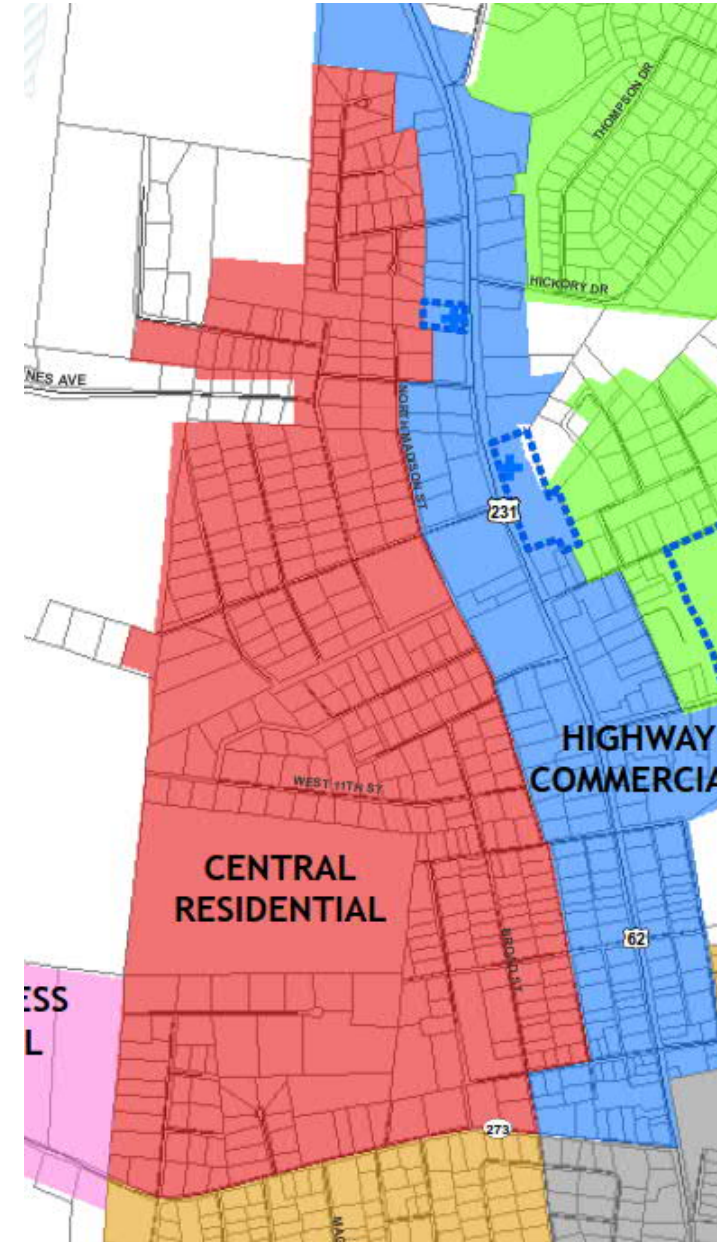 THOMPSON DR
HICKORY DR
NES AVE
NORTH MADISON ST
231
HIGHWAY
COMMERCIA
WEST 11TH ST
CENTRAL
RESIDENTIAL
BROAD ST
62
ESS
L
273
MAD